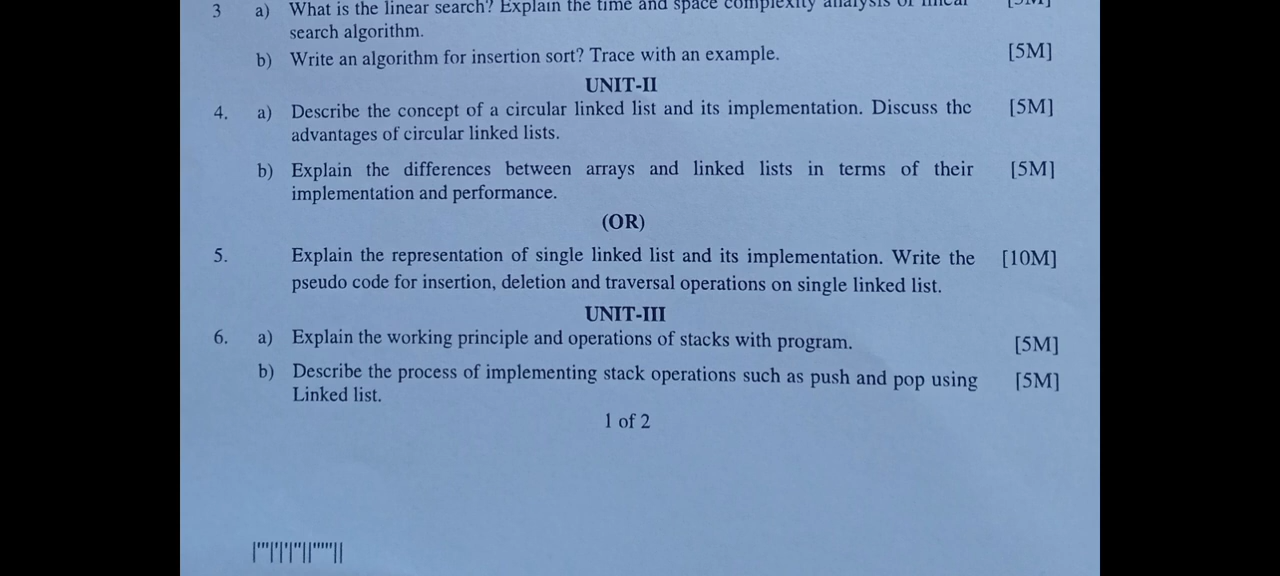 3 a) What is the linear search? Explain the time and space complexity analysis of linear [5M]
search algorithm.
b) Write an algorithm for insertion sort? Trace with an example. [5M]
UNIT-II
4. a) Describe the concept of a circular linked list and its implementation. Discuss the [5M]
advantages of circular linked lists.
b) Explain the differences between arrays and linked lists in terms of their [5M]
implementation and performance.
(OR)
5. Explain the representation of single linked list and its implementation. Write the [10M]
pseudo code for insertion, deletion and traversal operations on single linked list.
UNIT-III
6. a) Explain the working principle and operations of stacks with program. [5M]
b) Describe the process of implementing stack operations such as push and pop using [5M]
Linked list.
1 of 2
|""|'|'|'|"||""'"||